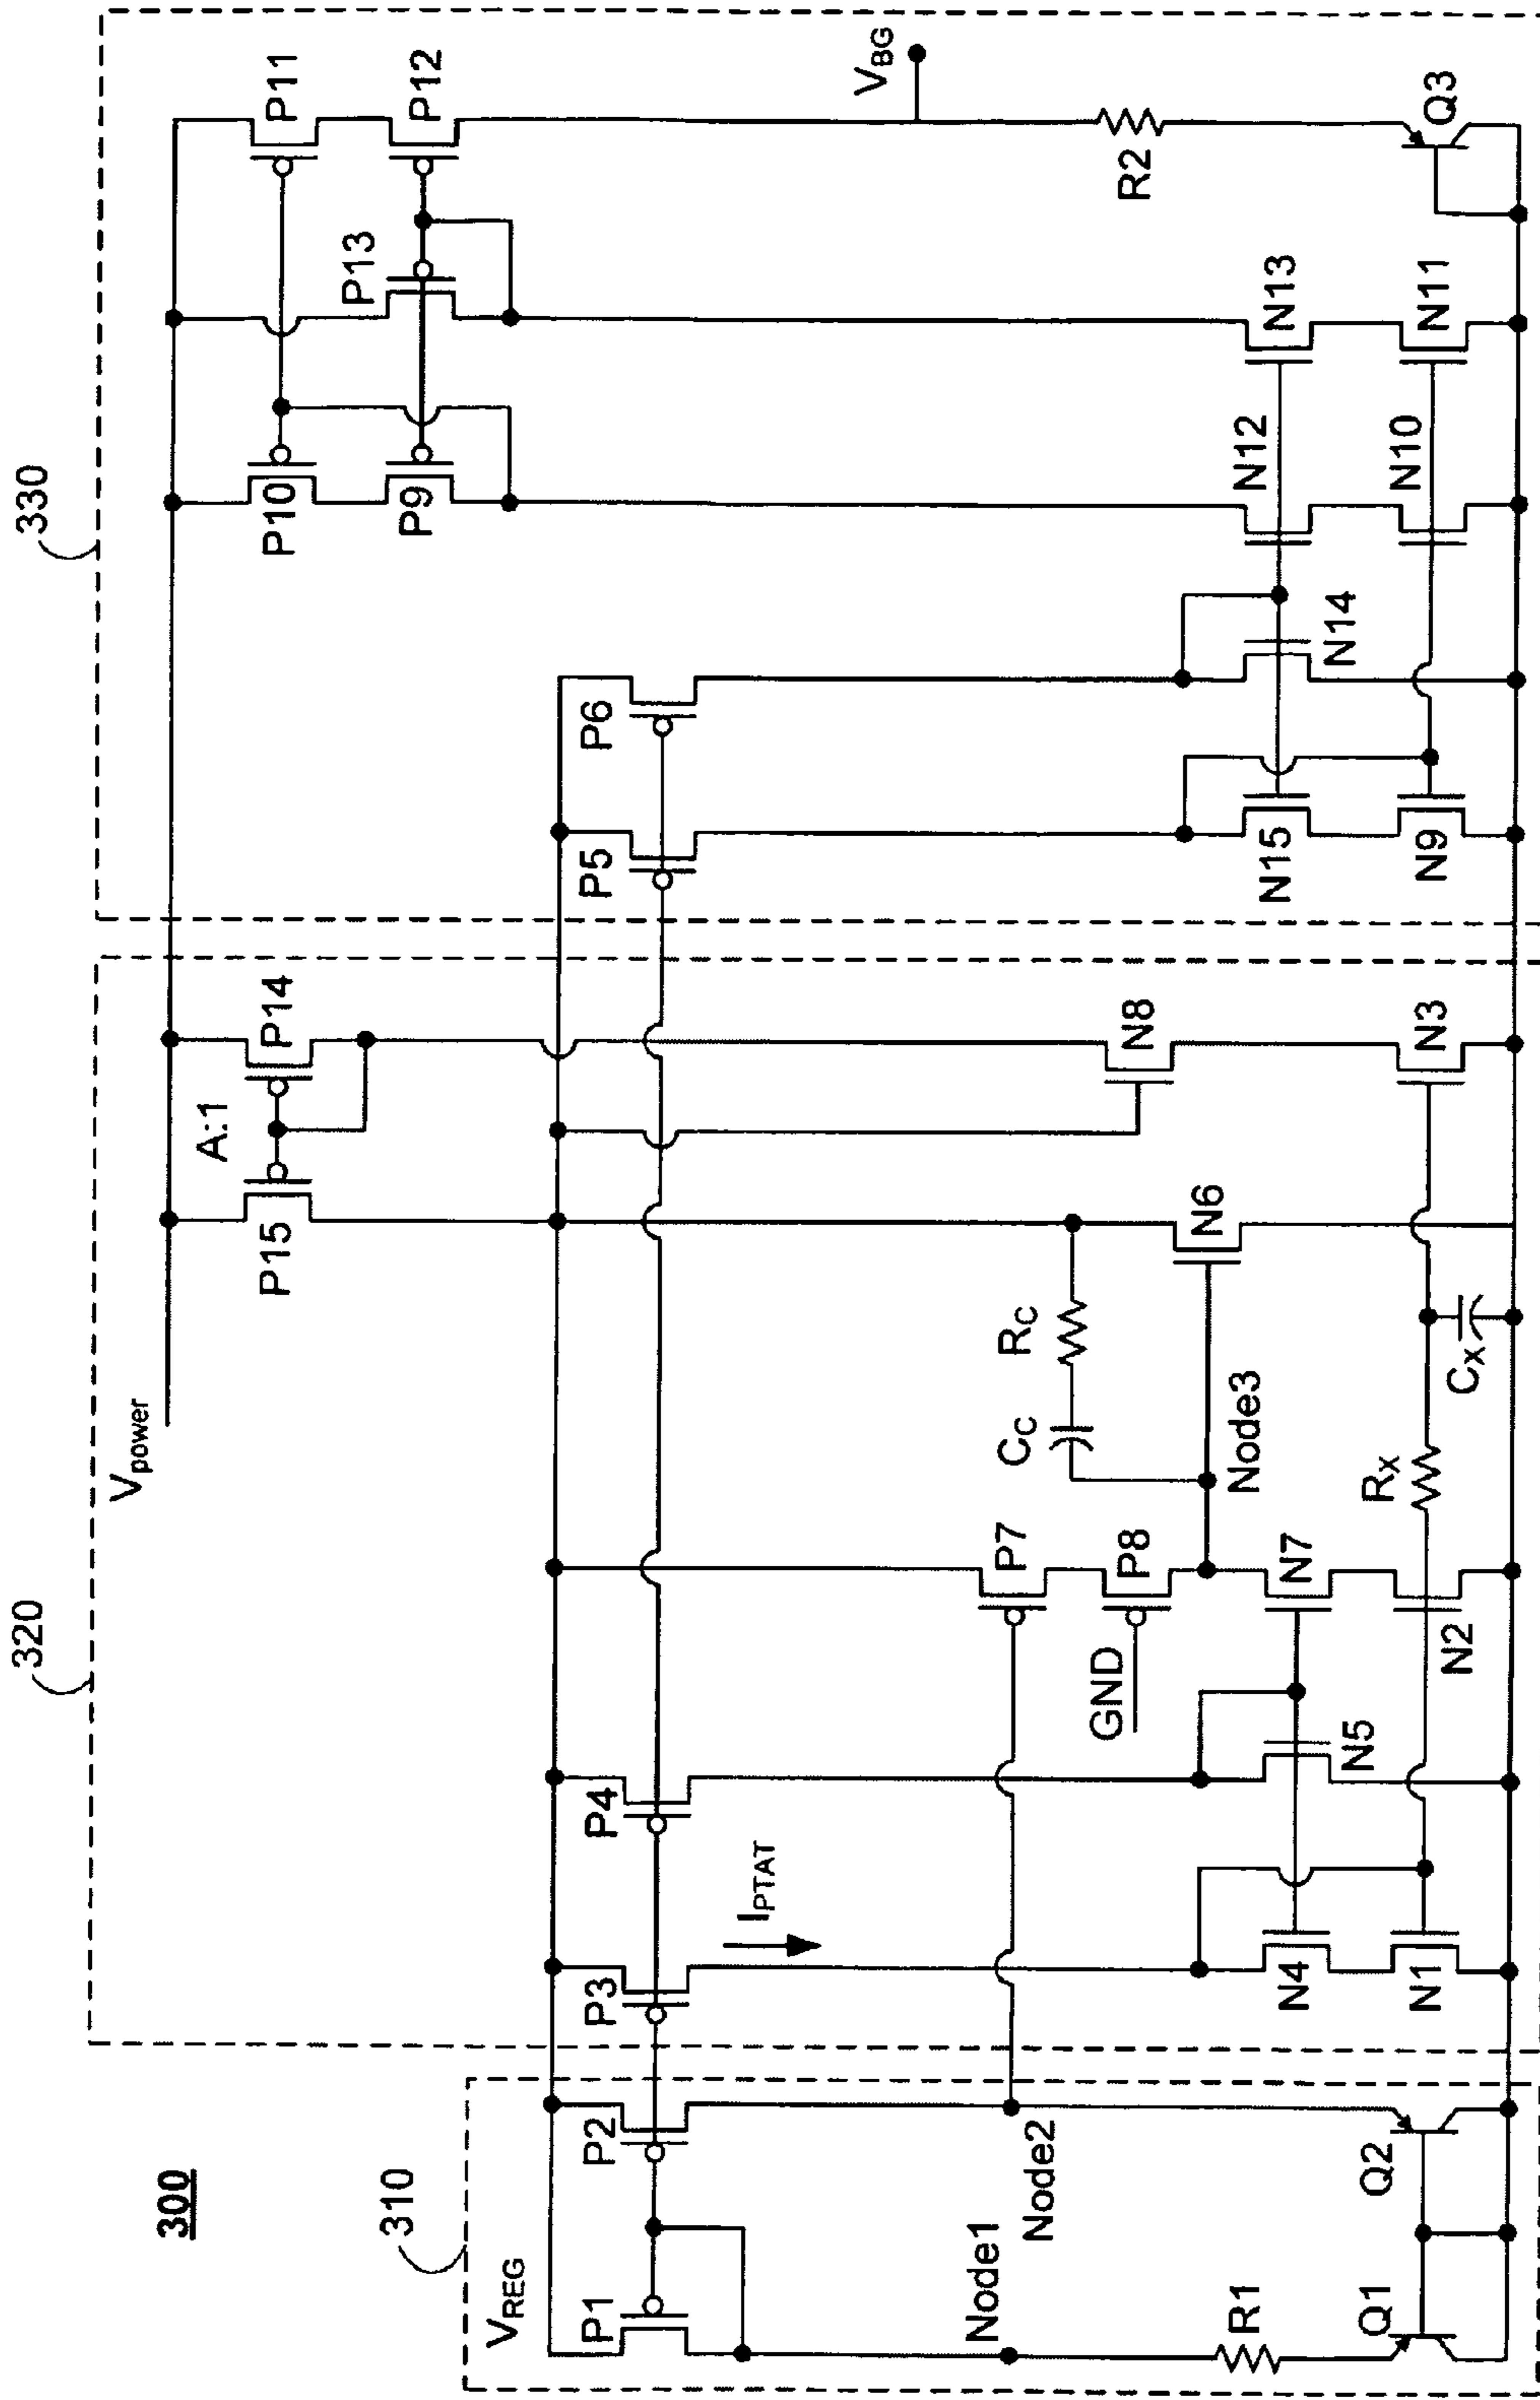 300
310
320
330
V_REG
V_power
P1
P2
P3
P4
I_PTAT
P15
A:1
P14
P5
P6
P10
P9
P13
P11
P12
V_BG
Node1
Node2
P7
P8
GND
C_C
R_C
Node3
N6
N8
R1
Q1
Q2
N4
N1
N5
N7
N2
R_X
C_X
N3
N15
N9
N14
N12
N10
N13
N11
R2
Q3